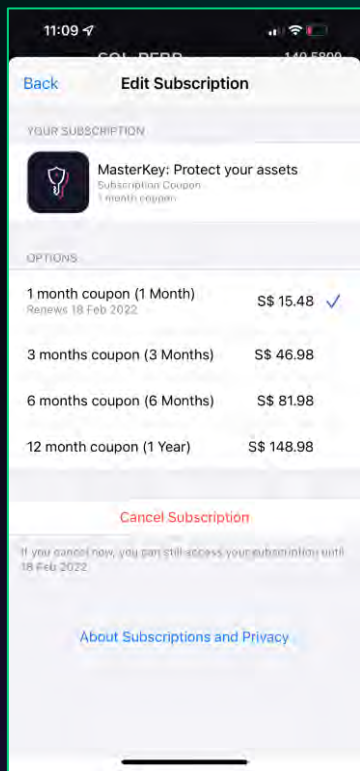 11:09
SOL-PERP
Back
Edit Subscription
YOUR SUBSCRIPTION
MasterKey: Protect your assets
Subscription Coupon
1 month coupon
OPTIONS
1 month coupon (1 Month) S$ 15.48
Renews 18 Feb 2022
3 months coupon (3 Months) S$ 46.98
6 months coupon (6 Months) S$ 81.98
12 month coupon (1 Year) S$ 148.98
Cancel Subscription
If you cancel now, you can still access your subscription until
18 Feb 2022
About Subscriptions and Privacy